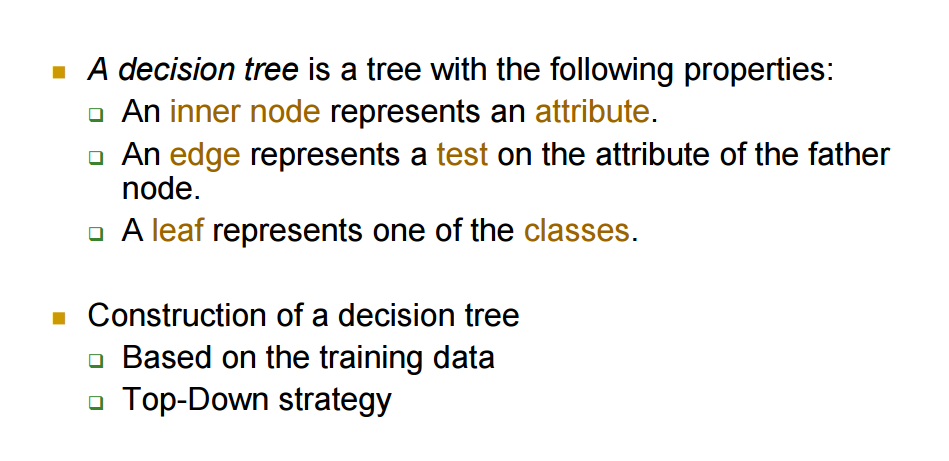 A decision tree is a tree with the following properties:
An inner node represents an attribute.
An edge represents a test on the attribute of the father
node.
A leaf represents one of the classes.
Construction of a decision tree
Based on the training data
Top-Down strategy